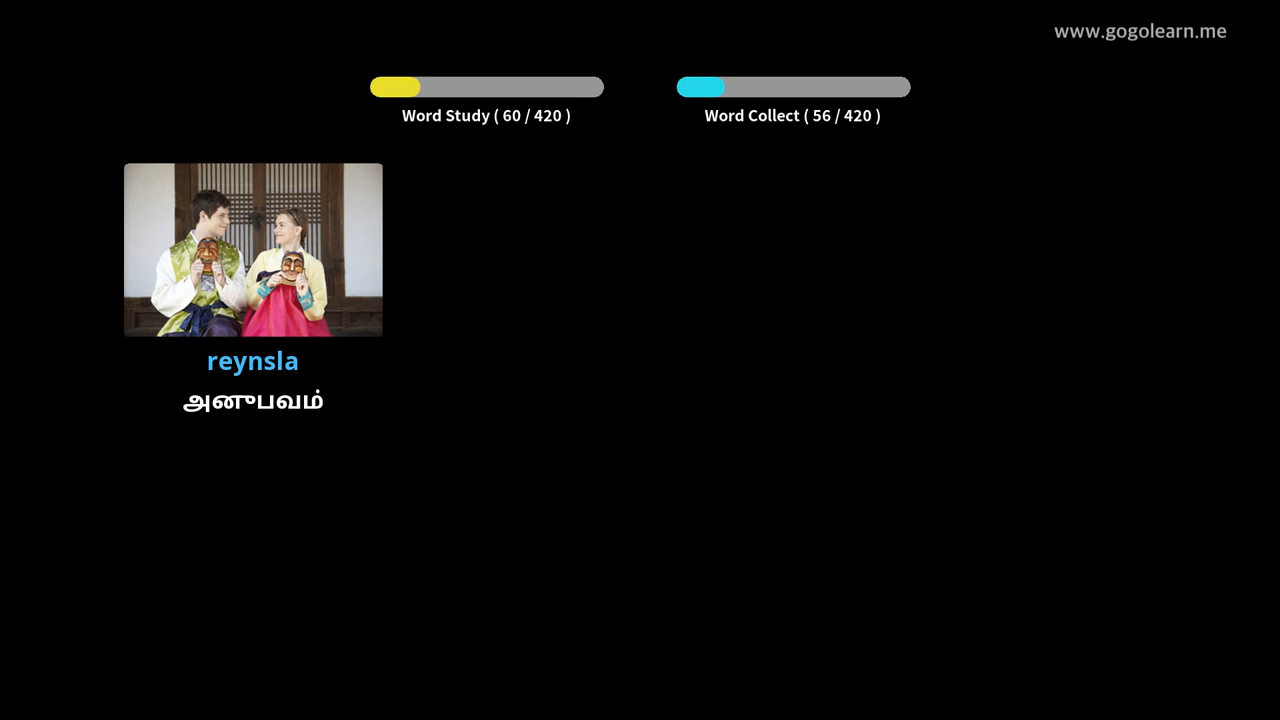 www.gogolearn.me
Word Study ( 60 / 420 )
Word Collect ( 56 / 420 )
reynsla
அனுபவம்